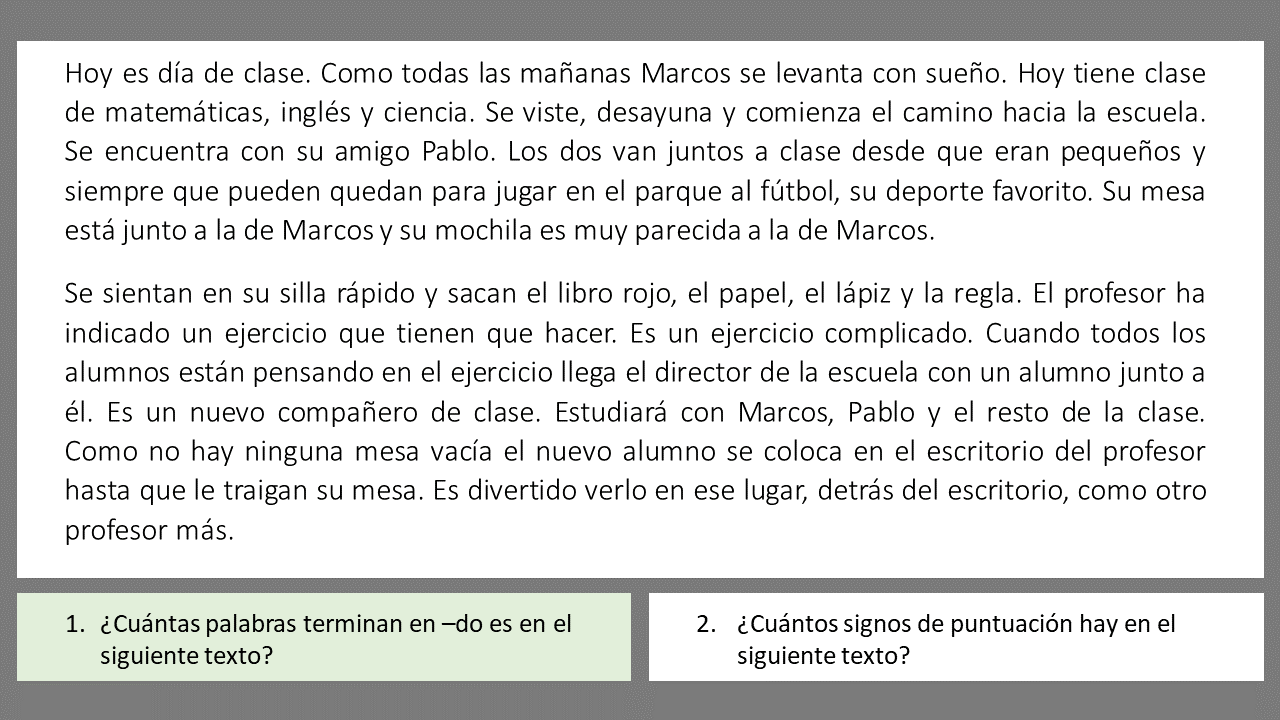 Hoy es día de clase. Como todas las mañanas Marcos se levanta con sueño. Hoy tiene clase
de matemáticas, inglés y ciencia. Se viste, desayuna y comienza el camino hacia la escuela.
Se encuentra con su amigo Pablo. Los dos van juntos a clase desde que eran pequeños y
siempre que pueden quedan para jugar en el parque al fútbol, su deporte favorito. Su mesa
está junto a la de Marcos y su mochila es muy parecida a la de Marcos.
Se sientan en su silla rápido y sacan el libro rojo, el papel, el lápiz y la regla. El profesor ha
indicado un ejercicio que tienen que hacer. Es un ejercicio complicado. Cuando todos los
alumnos están pensando en el ejercicio llega el director de la escuela con un alumno junto a
él. Es un nuevo compañero de clase. Estudiará con Marcos, Pablo y el resto de la clase.
Como no hay ninguna mesa vacía el nuevo alumno se coloca en el escritorio del profesor
hasta que le traigan su mesa. Es divertido verlo en ese lugar, detrás del escritorio, como otro
profesor más.
1. ¿Cuántas palabras terminan en –do es en el
siguiente texto?
2. ¿Cuántos signos de puntuación hay en el
siguiente texto?